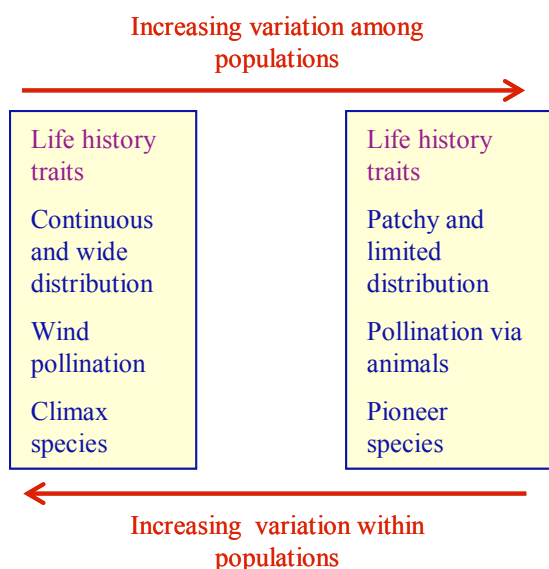 Increasing variation among
populations
Life history
traits
Continuous
and wide
distribution
Wind
pollination
Climax
species
Life history
traits
Patchy and
limited
distribution
Pollination via
animals
Pioneer
species
Increasing variation within
populations